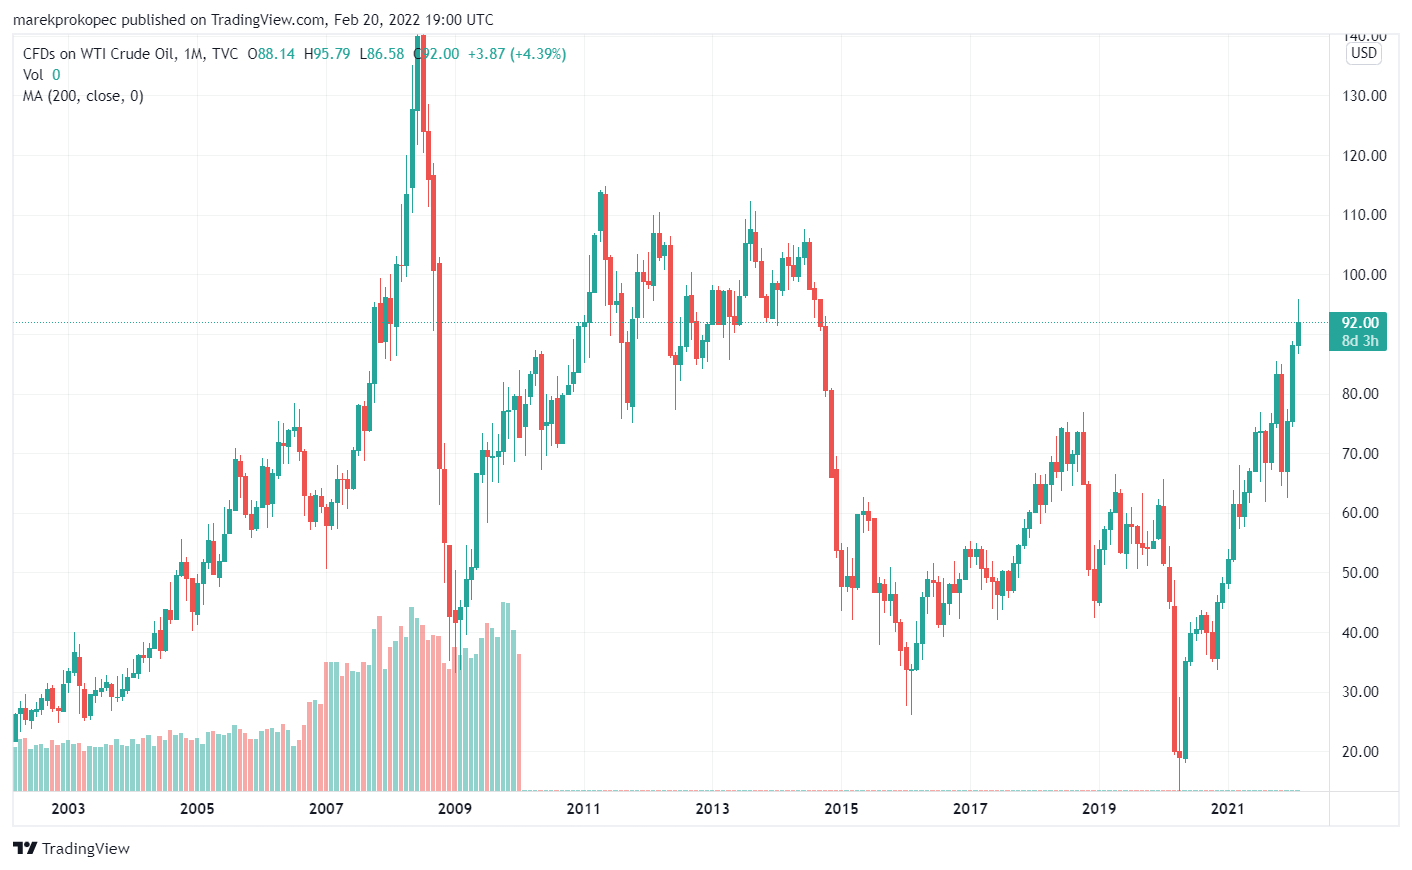 marekprokopec published on TradingView.com, Feb 20, 2022 19:00 UTC
CFDs on WTI Crude Oil, 1M, TVC O88.14 H95.79 L86.58 C92.00 +3.87 (+4.39%)
Vol 0
MA (200, close, 0)
140.00
USD
130.00
120.00
110.00
100.00
92.00
8d 3h
80.00
70.00
60.00
50.00
40.00
30.00
20.00
2003 2005 2007 2009 2011 2013 2015 2017 2019 2021
TradingView